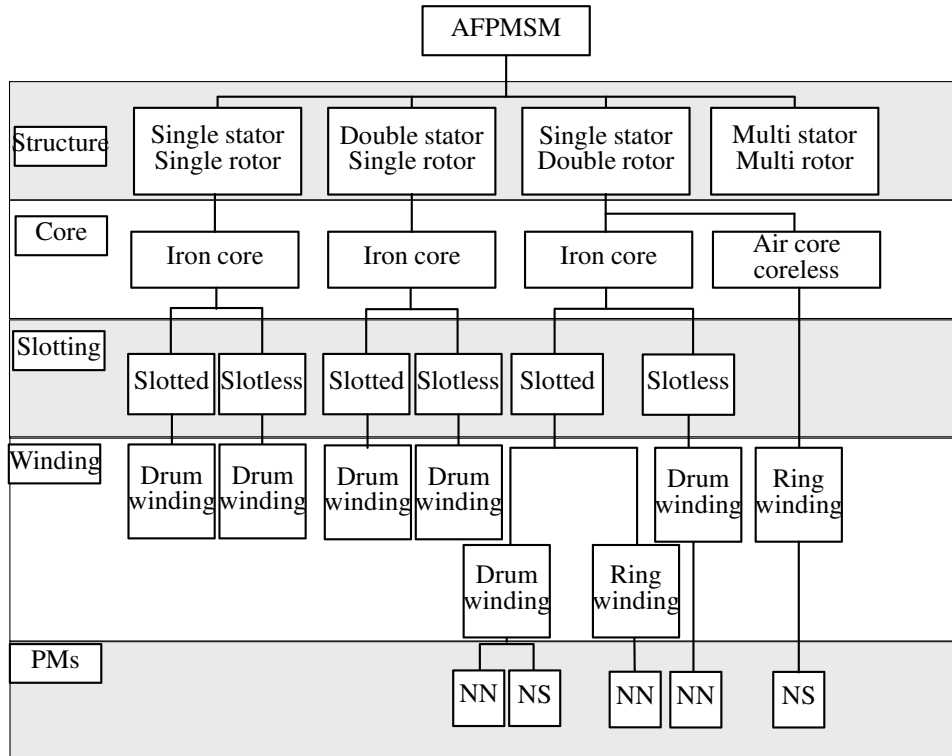 AFPMSM
Structure
Single stator
Single rotor
Double stator
Single rotor
Single stator
Double rotor
Multi stator
Multi rotor
Core
Iron core
Iron core
Iron core
Air core
coreless
Slotting
Slotted
Slotless
Slotted
Slotless
Slotted
Slotless
Winding
Drum
winding
Drum
winding
Drum
winding
Drum
winding
Drum
winding
Ring
winding
Drum
winding
Ring
winding
PMs
NN
NS
NN
NN
NS